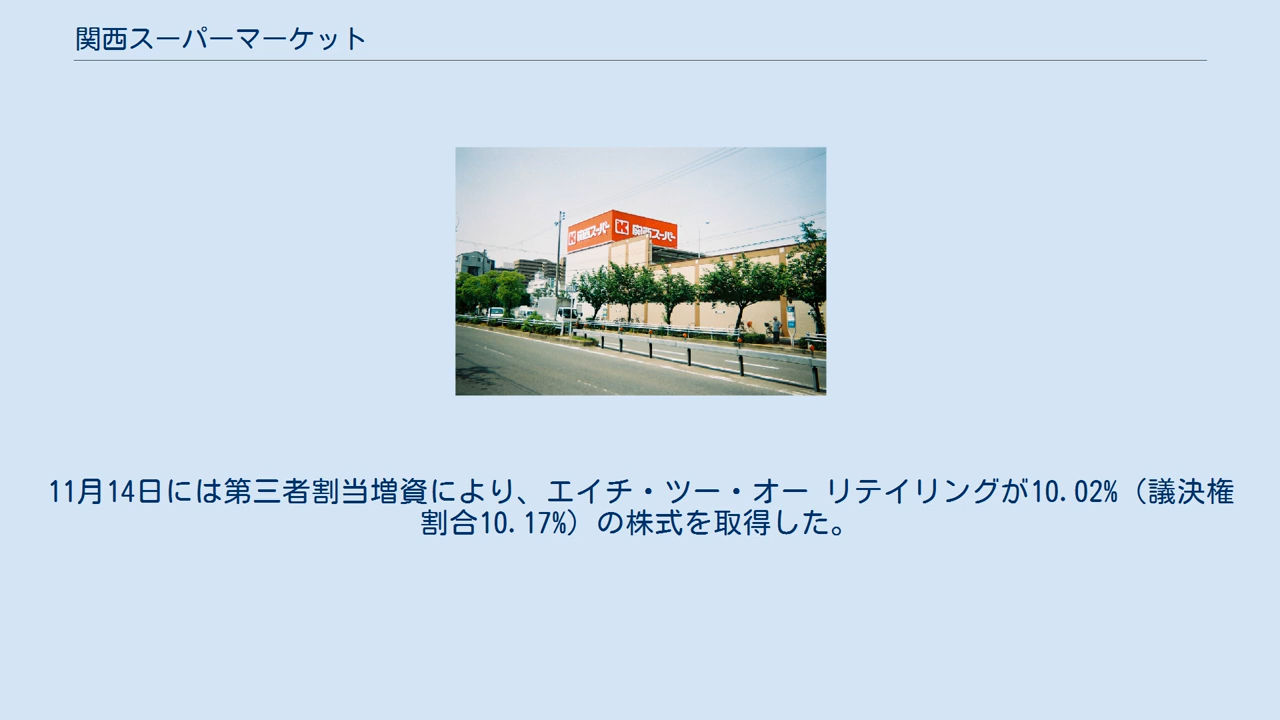 関西スーパーマーケット
関西スーパー
関西スーパー
11月14日には第三者割当増資により、エイチ・ツー・オー リテイリングが10.02%（議決権
割合10.17%）の株式を取得した。